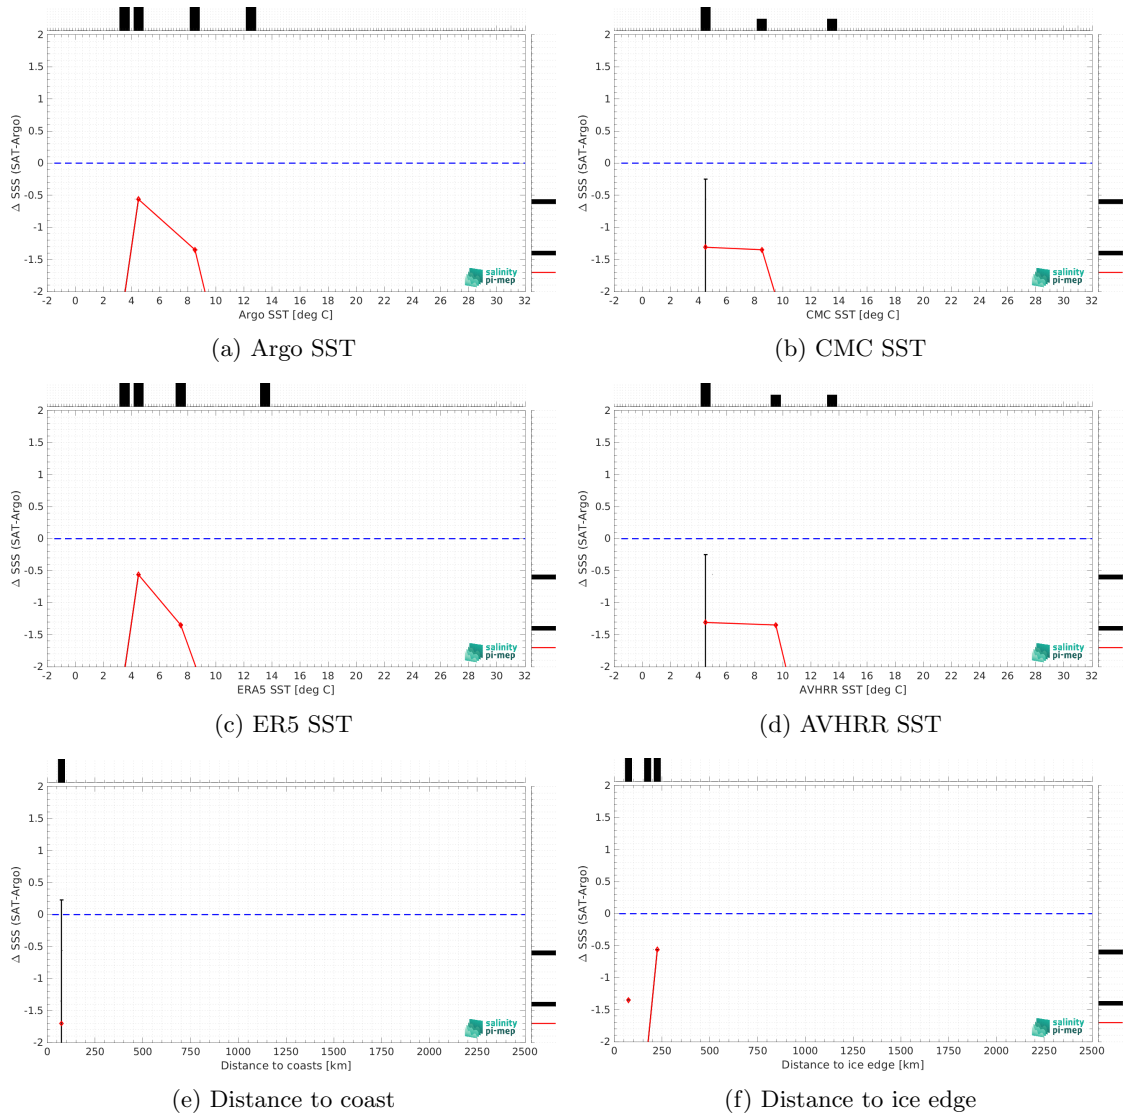 2
1.5
1
0.5
0
-0.5
-1
-1.5
-2
Δ SSS (SAT-Argo)
-2 0 2 4 6 8 10 12 14 16 18 20 22 24 26 28 30 32
Argo SST [deg C]
salinity
pi-mep
(a) Argo SST
2
1.5
1
0.5
0
-0.5
-1
-1.5
-2
Δ SSS (SAT-Argo)
-2 0 2 4 6 8 10 12 14 16 18 20 22 24 26 28 30 32
CMC SST [deg C]
salinity
pi-mep
(b) CMC SST
2
1.5
1
0.5
0
-0.5
-1
-1.5
-2
Δ SSS (SAT-Argo)
-2 0 2 4 6 8 10 12 14 16 18 20 22 24 26 28 30 32
ERA5 SST [deg C]
salinity
pi-mep
(c) ER5 SST
2
1.5
1
0.5
0
-0.5
-1
-1.5
-2
Δ SSS (SAT-Argo)
-2 0 2 4 6 8 10 12 14 16 18 20 22 24 26 28 30 32
AVHRR SST [deg C]
salinity
pi-mep
(d) AVHRR SST
2
1.5
1
0.5
0
-0.5
-1
-1.5
-2
Δ SSS (SAT-Argo)
0 250 500 750 1000 1250 1500 1750 2000 2250 2500
Distance to coasts [km]
salinity
pi-mep
(e) Distance to coast
2
1.5
1
0.5
0
-0.5
-1
-1.5
-2
Δ SSS (SAT-Argo)
0 250 500 750 1000 1250 1500 1750 2000 2250 2500
Distance to ice edge [km]
salinity
pi-mep
(f) Distance to ice edge